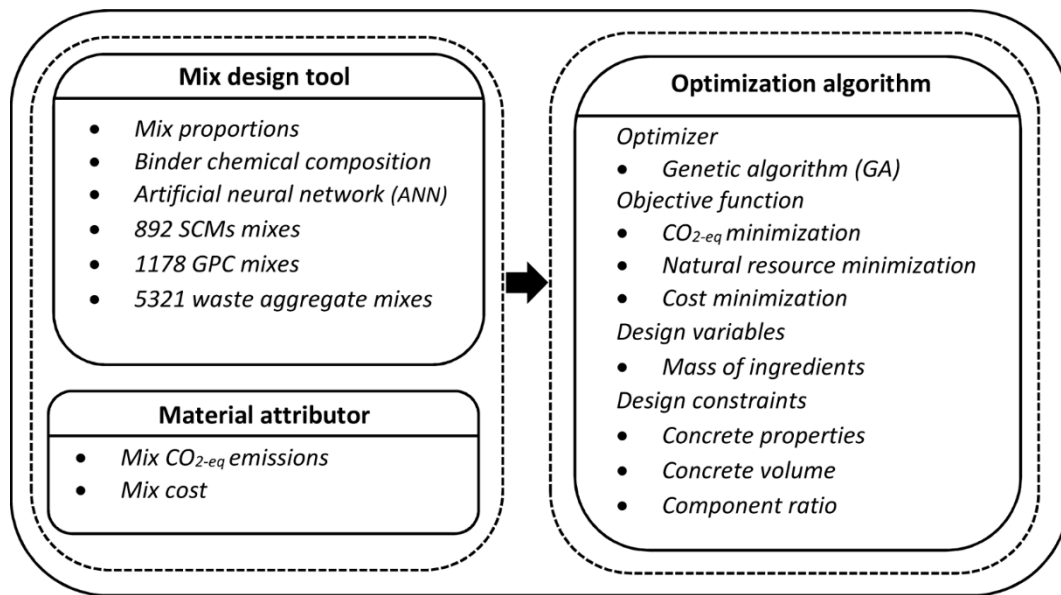 Mix design tool
• Mix proportions
• Binder chemical composition
• Artificial neural network (ANN)
• 892 SCMs mixes
• 1178 GPC mixes
• 5321 waste aggregate mixes
Material attributor
• Mix CO2-eq emissions
• Mix cost
Optimization algorithm
Optimizer
• Genetic algorithm (GA)
Objective function
• CO2-eq minimization
• Natural resource minimization
• Cost minimization
Design variables
• Mass of ingredients
Design constraints
• Concrete properties
• Concrete volume
• Component ratio